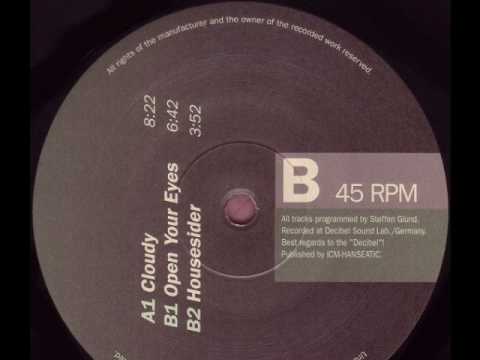 All rights of the manufacturer and the owner of the recorded work reserved.
A1 Cloudy 8:22
B1 Open Your Eyes 6:42
B2 Housesider 3:52
B 45 RPM
All tracks programmed by Steffen Glund.
Recorded at Decibel Sound Lab./Germany.
Best regards to the "Decibel"!
Published by ICM-HANSEATIC.